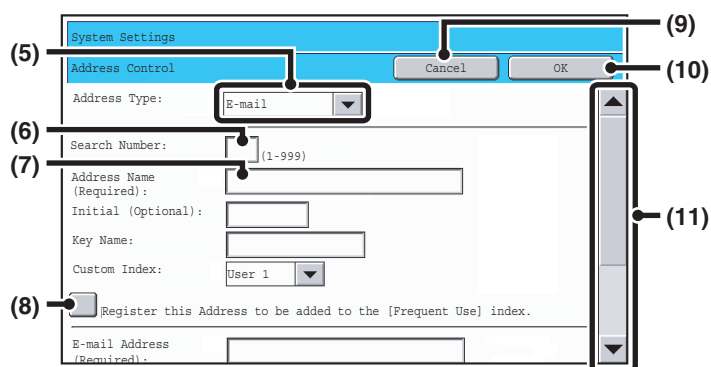 System Settings
Address Control
Cancel
OK
Address Type:
E-mail
Search Number:
(1-999)
Address Name
(Required):
Initial (Optional):
Key Name:
Custom Index:
User 1
Register this Address to be added to the [Frequent Use] index.
E-mail Address
(Required):
(5)
(6)
(7)
(8)
(9)
(10)
(11)